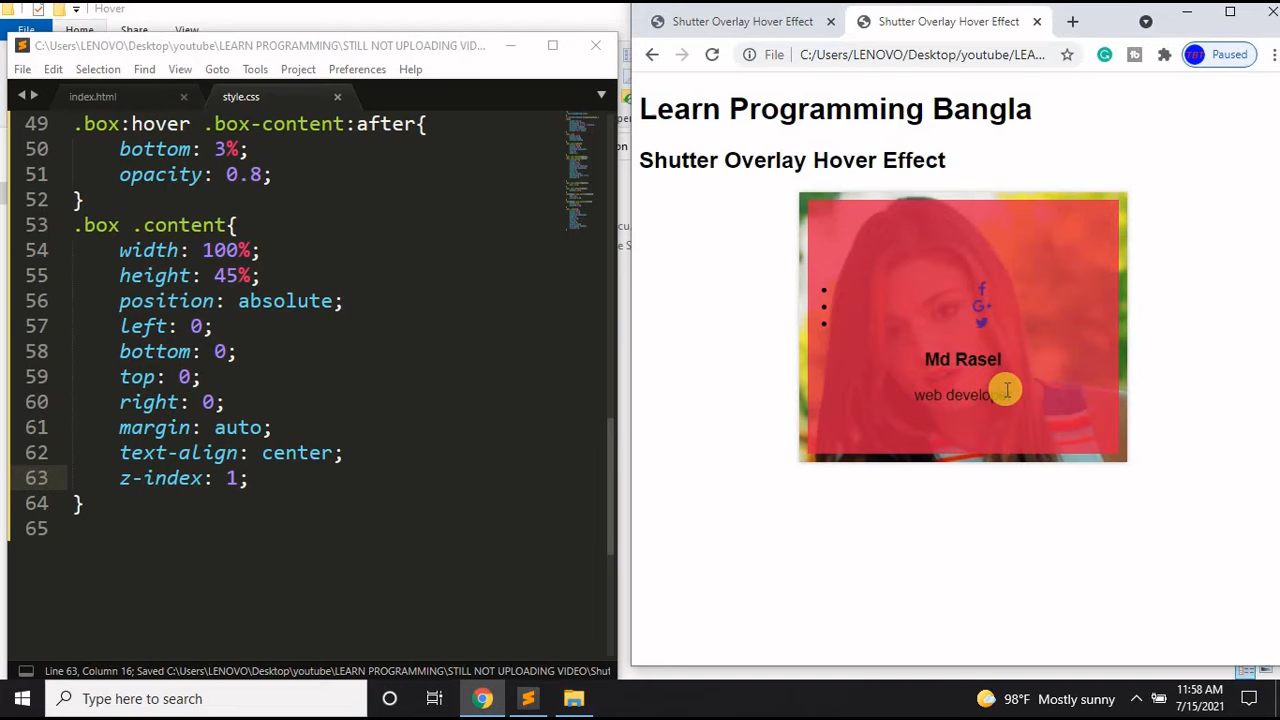 Hover
File
Home
C:\Users\LENOVO\Desktop\youtube\LEARN PROGRAMMING\STILL NOT UPLOADING VID...
File Edit Selection Find View Goto Tools Project Preferences Help
index.html
style.css
49 .box:hover .box-content:after{
50 bottom: 3%;
51 opacity: 0.8;
52 }
53 .box .content{
54 width: 100%;
55 height: 45%;
56 position: absolute;
57 left: 0;
58 bottom: 0;
59 top: 0;
60 right: 0;
61 margin: auto;
62 text-align: center;
63 z-index: 1;
64 }
65
Line 63, Column 16; Saved C:\Users\LENOVO\Desktop\youtube\LEARN PROGRAMMING\STILL NOT UPLOADING VIDEO\Shut
Shutter Overlay Hover Effect
Shutter Overlay Hover Effect
File C:/Users/LENOVO/Desktop/youtube/LEA...
TBT Paused
Learn Programming Bangla
Shutter Overlay Hover Effect
G+
Md Rasel
web developer
Type here to search
98°F Mostly sunny
11:58 AM
7/15/2021